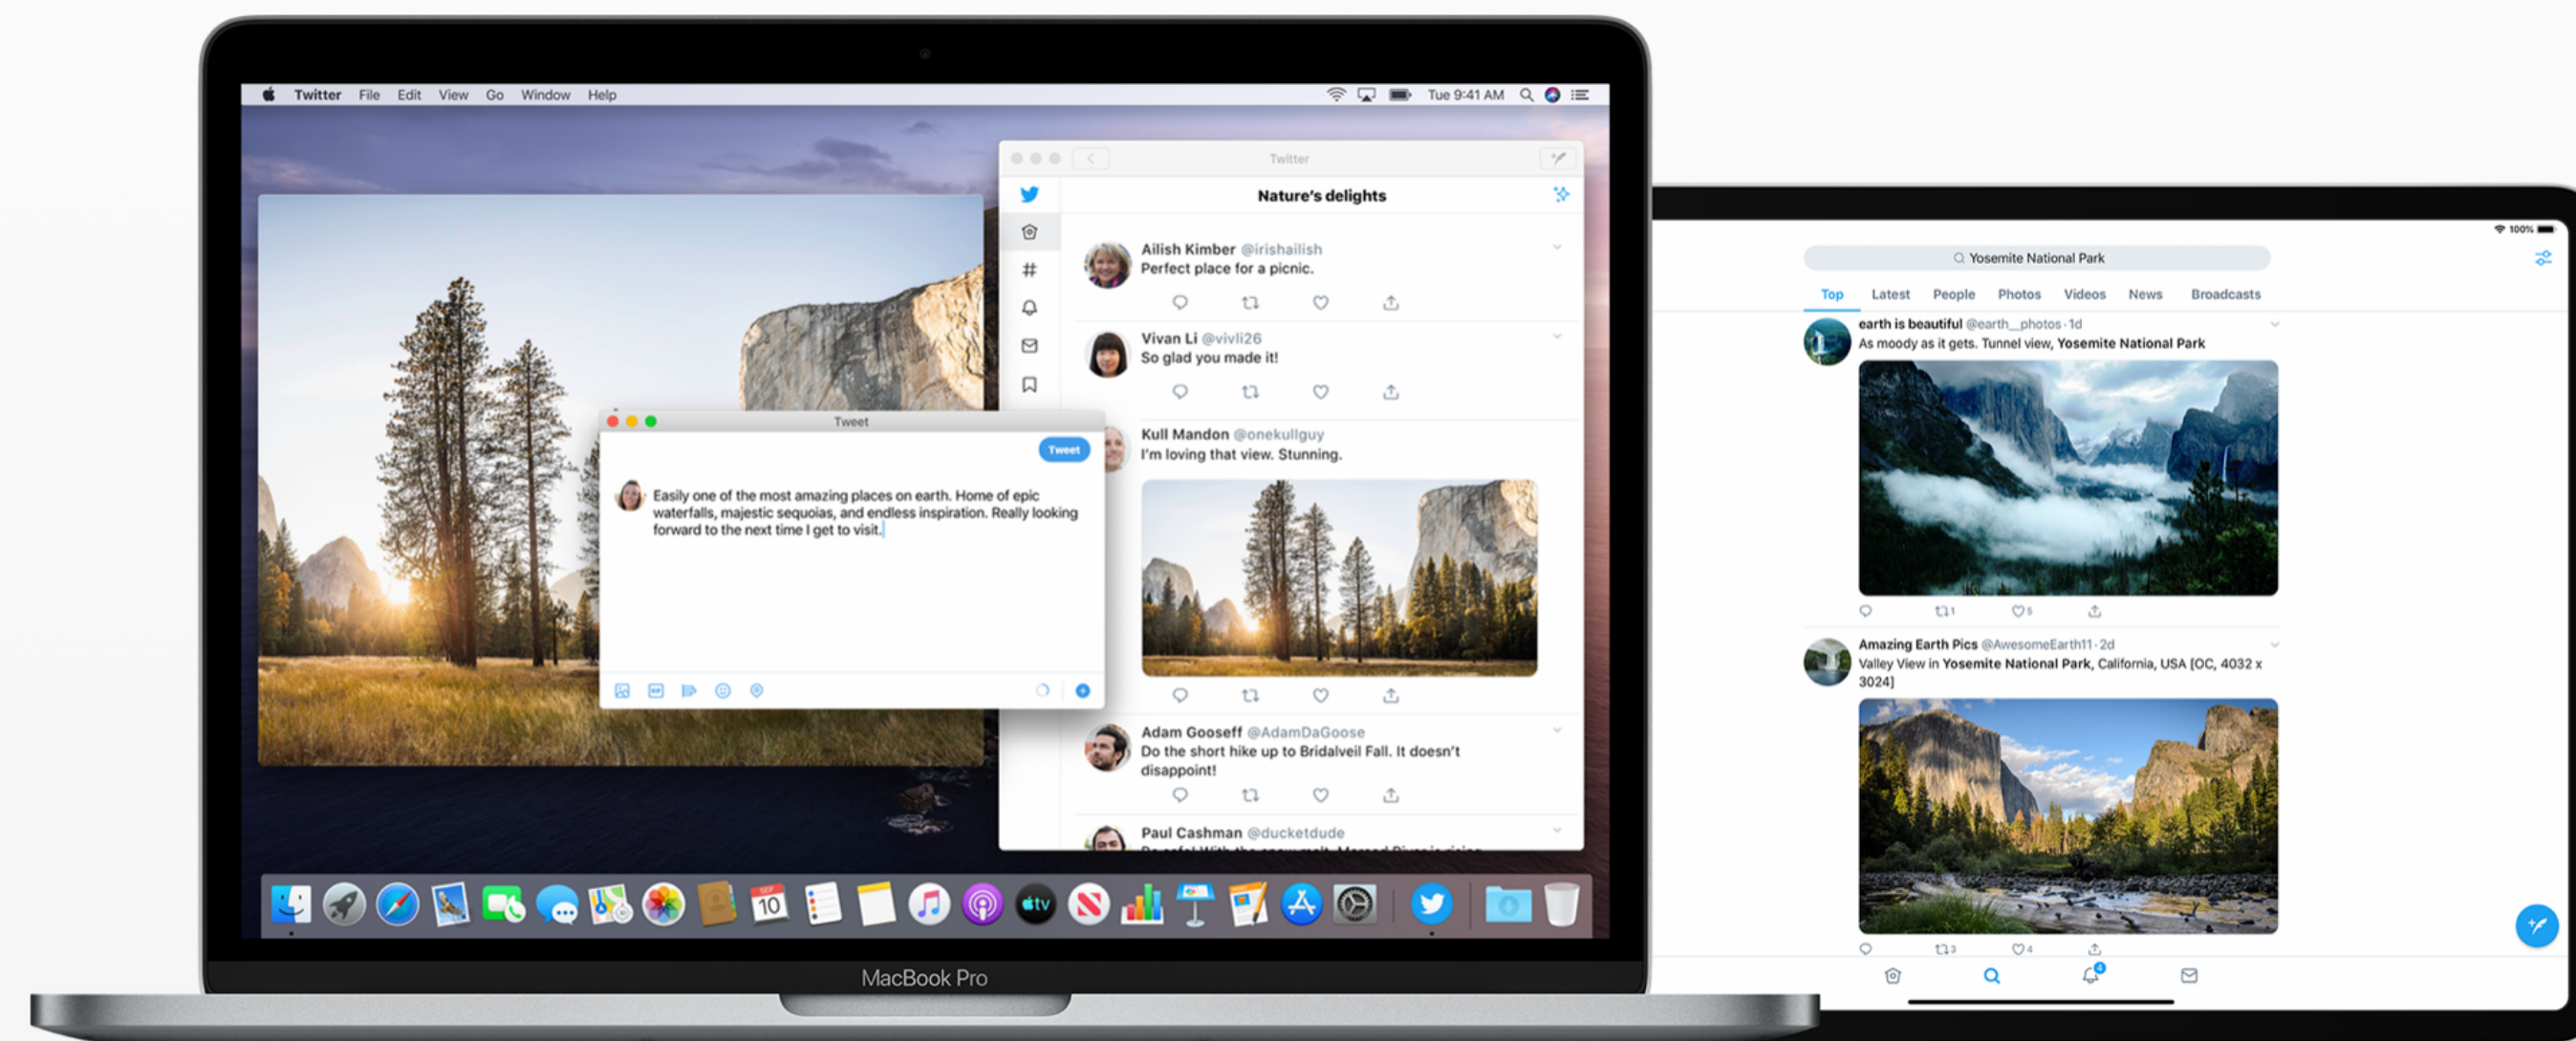 Twitter File Edit View Go Window Help
Tue 9:41 AM
Twitter
Nature's delights
Ailish Kimber @irishailish
Perfect place for a picnic.
Vivan Li @vivli26
So glad you made it!
Kull Mandon @onekullguy
I'm loving that view. Stunning.
Adam Gooseff @AdamDaGoose
Do the short hike up to Bridalveil Fall. It doesn't
disappoint!
Paul Cashman @ducketdude
Tweet
Tweet
Easily one of the most amazing places on earth. Home of epic
waterfalls, majestic sequoias, and endless inspiration. Really looking
forward to the next time I get to visit.
GIF
SEP
10
tv
MacBook Pro
100%
Yosemite National Park
Top Latest People Photos Videos News Broadcasts
earth is beautiful @earth__photos · 1d
As moody as it gets. Tunnel view, Yosemite National Park
1 5
Amazing Earth Pics @AwesomeEarth11 · 2d
Valley View in Yosemite National Park, California, USA [OC, 4032 x
3024]
3 4
4